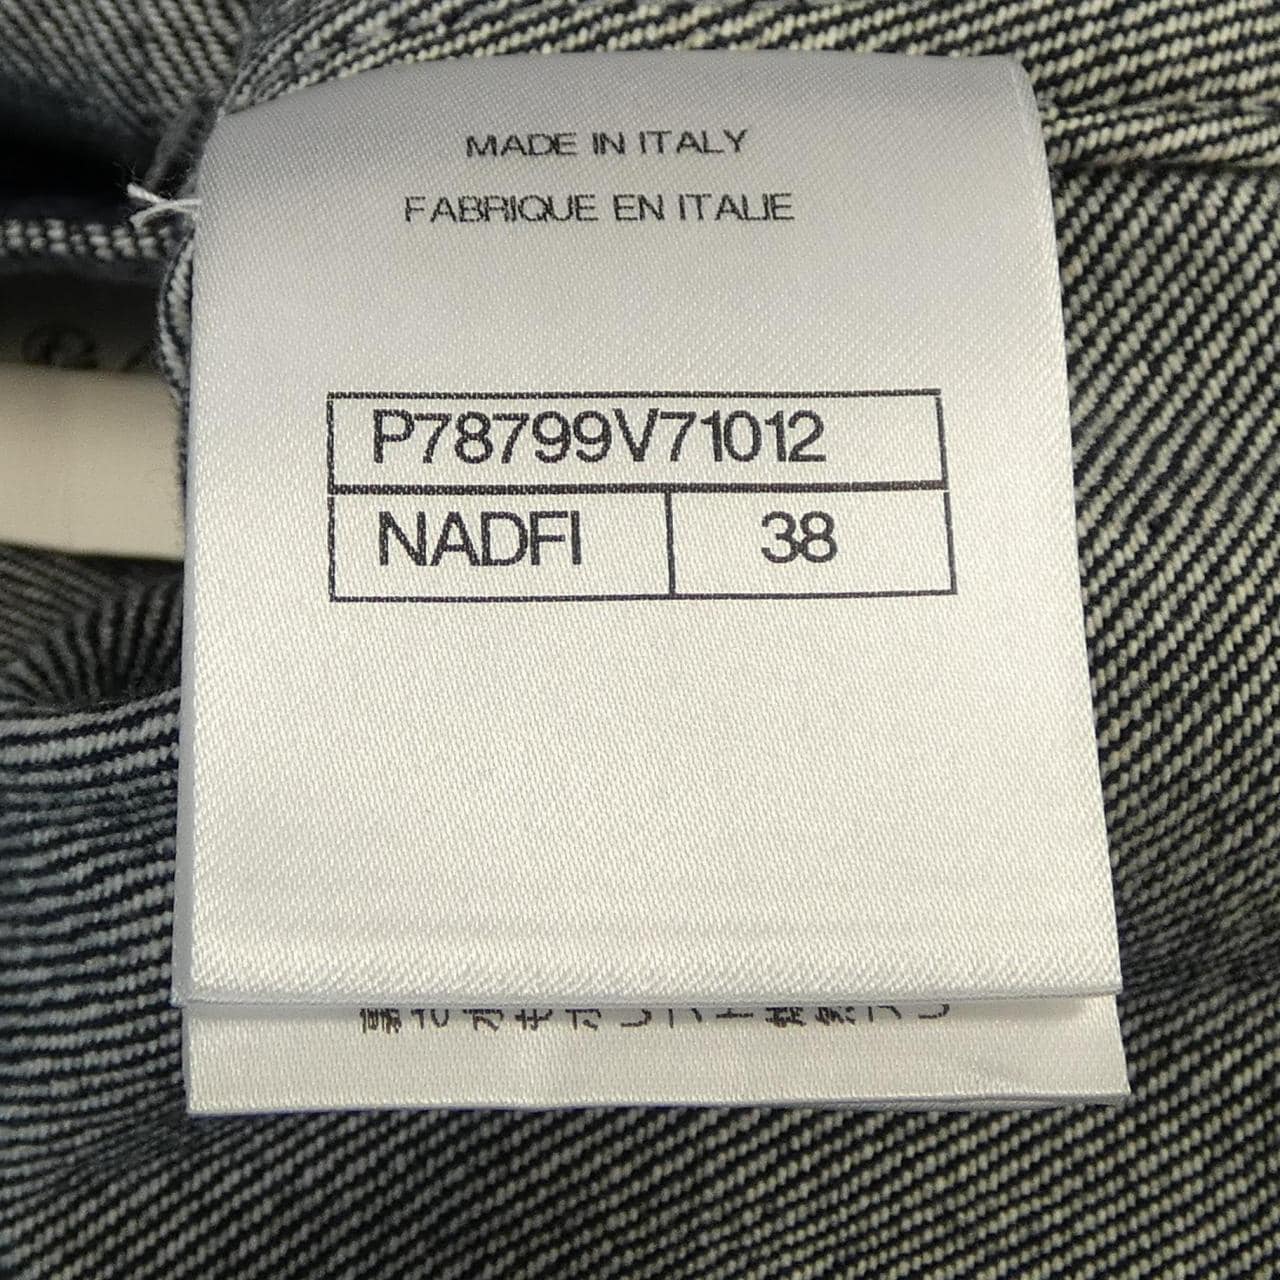 MADE IN ITALY
FABRIQUE EN ITALIE
P78799V71012
NADFI 38